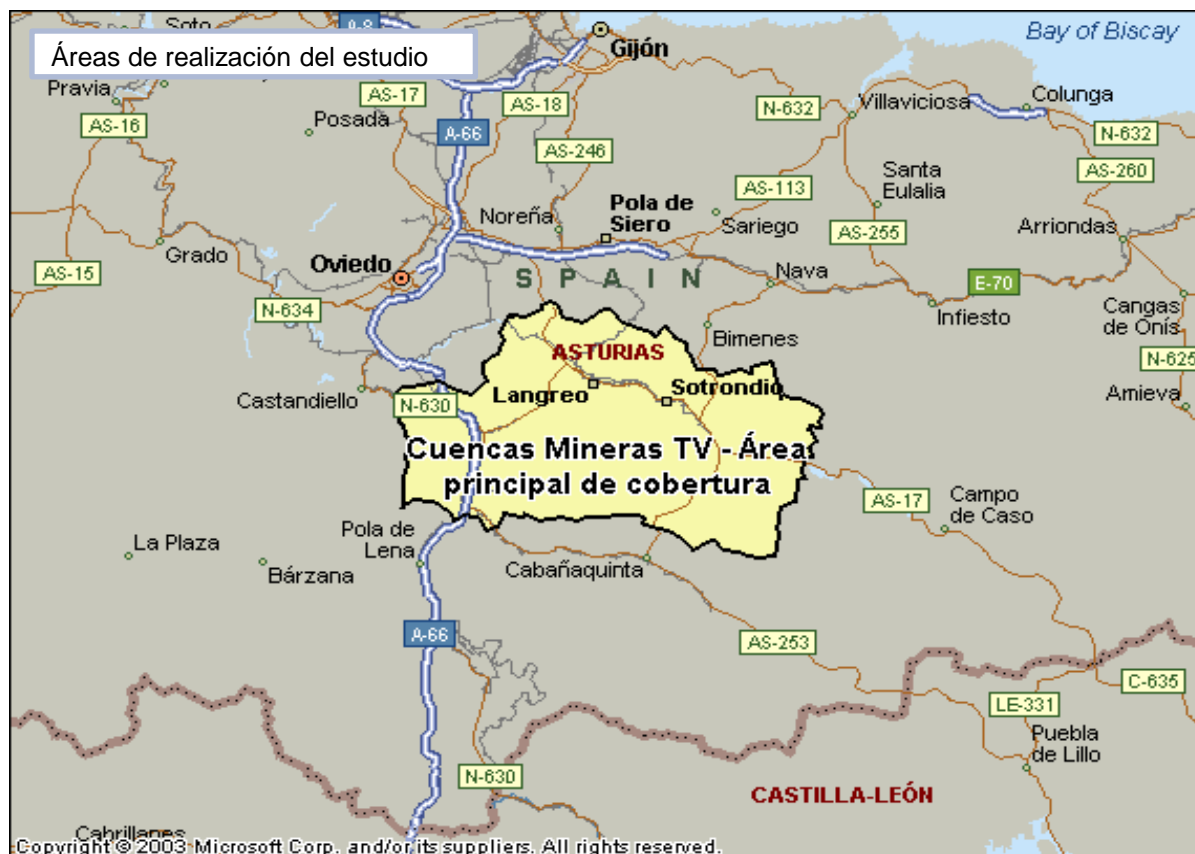 Soto
A-8
Gijón
Bay of Biscay
Áreas de realización del estudio
Pravia
AS-17
AS-18
N-632
Villaviciosa
Colunga
AS-16
Posada
A-66
AS-246
N-632
Santa
Eulalia
AS-260
AS-113
Noreña
Pola de
Siero
Sariego
AS-255
Arriondas
Grado
AS-15
Oviedo
SPAIN
Nava
E-70
N-634
Infiesto
Cangas
de Onís
Bimenes
ASTURIAS
N-625
Castandiello
N-630
Langreo
Sotrondio
Amieva
Cuencas Mineras TV - Área
principal de cobertura
AS-17
Campo
de Caso
Pola de
Lena
La Plaza
Bárzana
Cabañaquinta
A-66
AS-253
C-635
LE-331
Puebla
de Lillo
N-630
CASTILLA-LEÓN
Cabrillanes
Copyright © 2003 Microsoft Corp. and/or its suppliers. All rights reserved.